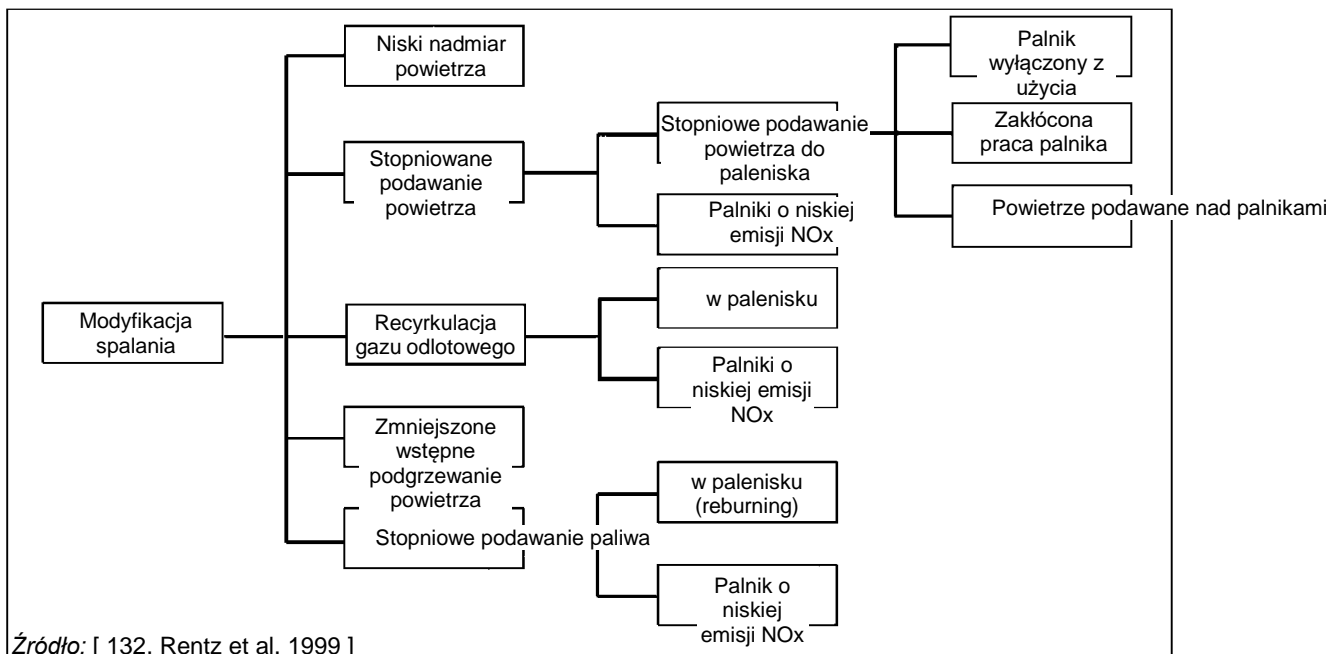 Niski nadmiar
powietrza
Stopniowane
podawanie
powietrza
Stopniowe podawanie
powietrza do
paleniska
Palniki o niskiej
emisji NOx
Palnik
wyłączony z
użycia
Zakłócona
praca palnika
Powietrze podawane nad palnikami
Modyfikacja
spalania
Recyrkulacja
gazu odlotowego
w palenisku
Palniki o
niskiej emisji
NOx
Zmniejszone
wstępne
podgrzewanie
powietrza
Stopniowe podawanie paliwa
w palenisku
(reburning)
Palnik o
niskiej
emisji NOx
Źródło: [ 132, Rentz et al. 1999 ]